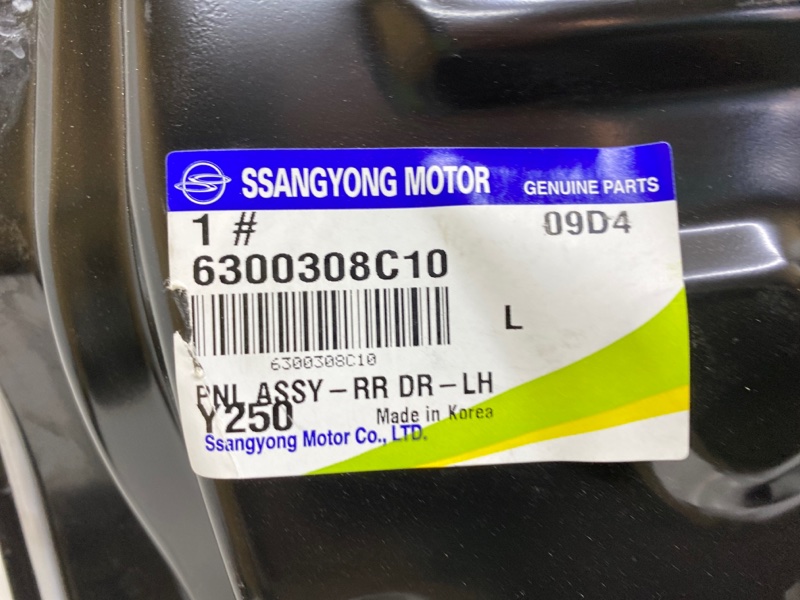 SSANGYONG MOTOR GENUINE PARTS
1 # 09D4
6300308C10
L
6300308C10
PNL ASSY-RR DR-LH
Y250 Made in Korea
Ssangyong Motor Co., LTD.